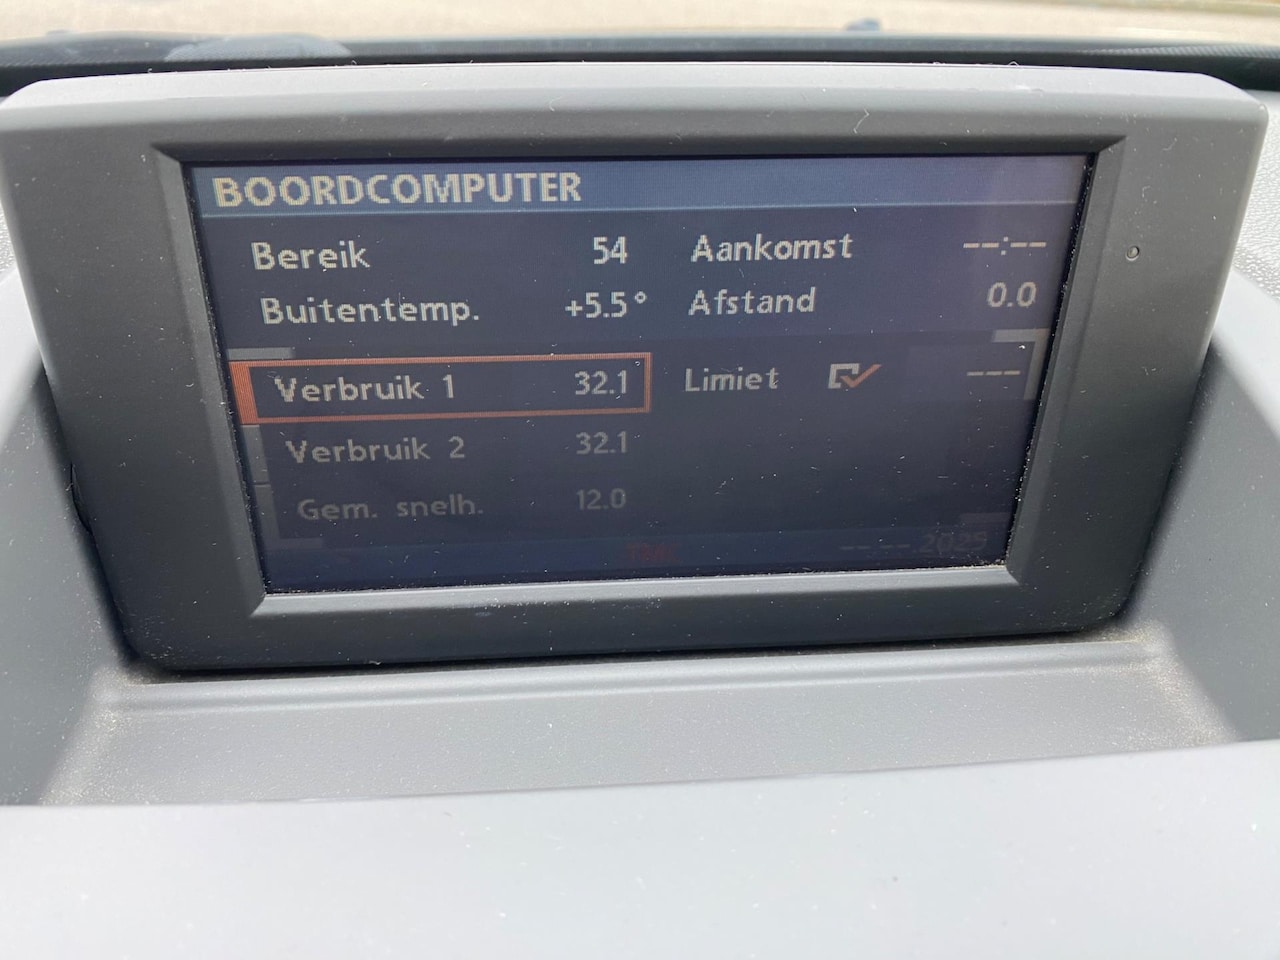 BOORDCOMPUTER
Bereik 54 Aankomst --:--
Buitentemp. +5.5° Afstand 0.0
Verbruik 1 32.1 Limiet ---
Verbruik 2 32.1
Gem. snelh. 12.0
-- -- 2025